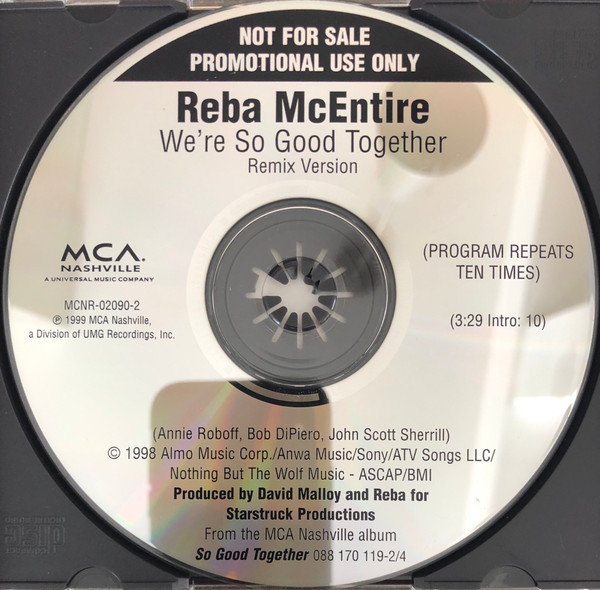 NOT FOR SALE
PROMOTIONAL USE ONLY
Reba McEntire
We're So Good Together
Remix Version
MCA.
NASHVILLE
A UNIVERSAL MUSIC COMPANY
MCNR-02090-2
℗ 1999 MCA Nashville,
a Division of UMG Recordings, Inc.
(PROGRAM REPEATS
TEN TIMES)
(3:29 Intro: 10)
(Annie Roboff, Bob DiPiero, John Scott Sherrill)
© 1998 Almo Music Corp./Anwa Music/Sony/ATV Songs LLC/
Nothing But The Wolf Music - ASCAP/BMI
Produced by David Malloy and Reba for
Starstruck Productions
From the MCA Nashville album
So Good Together 088 170 119-2/4